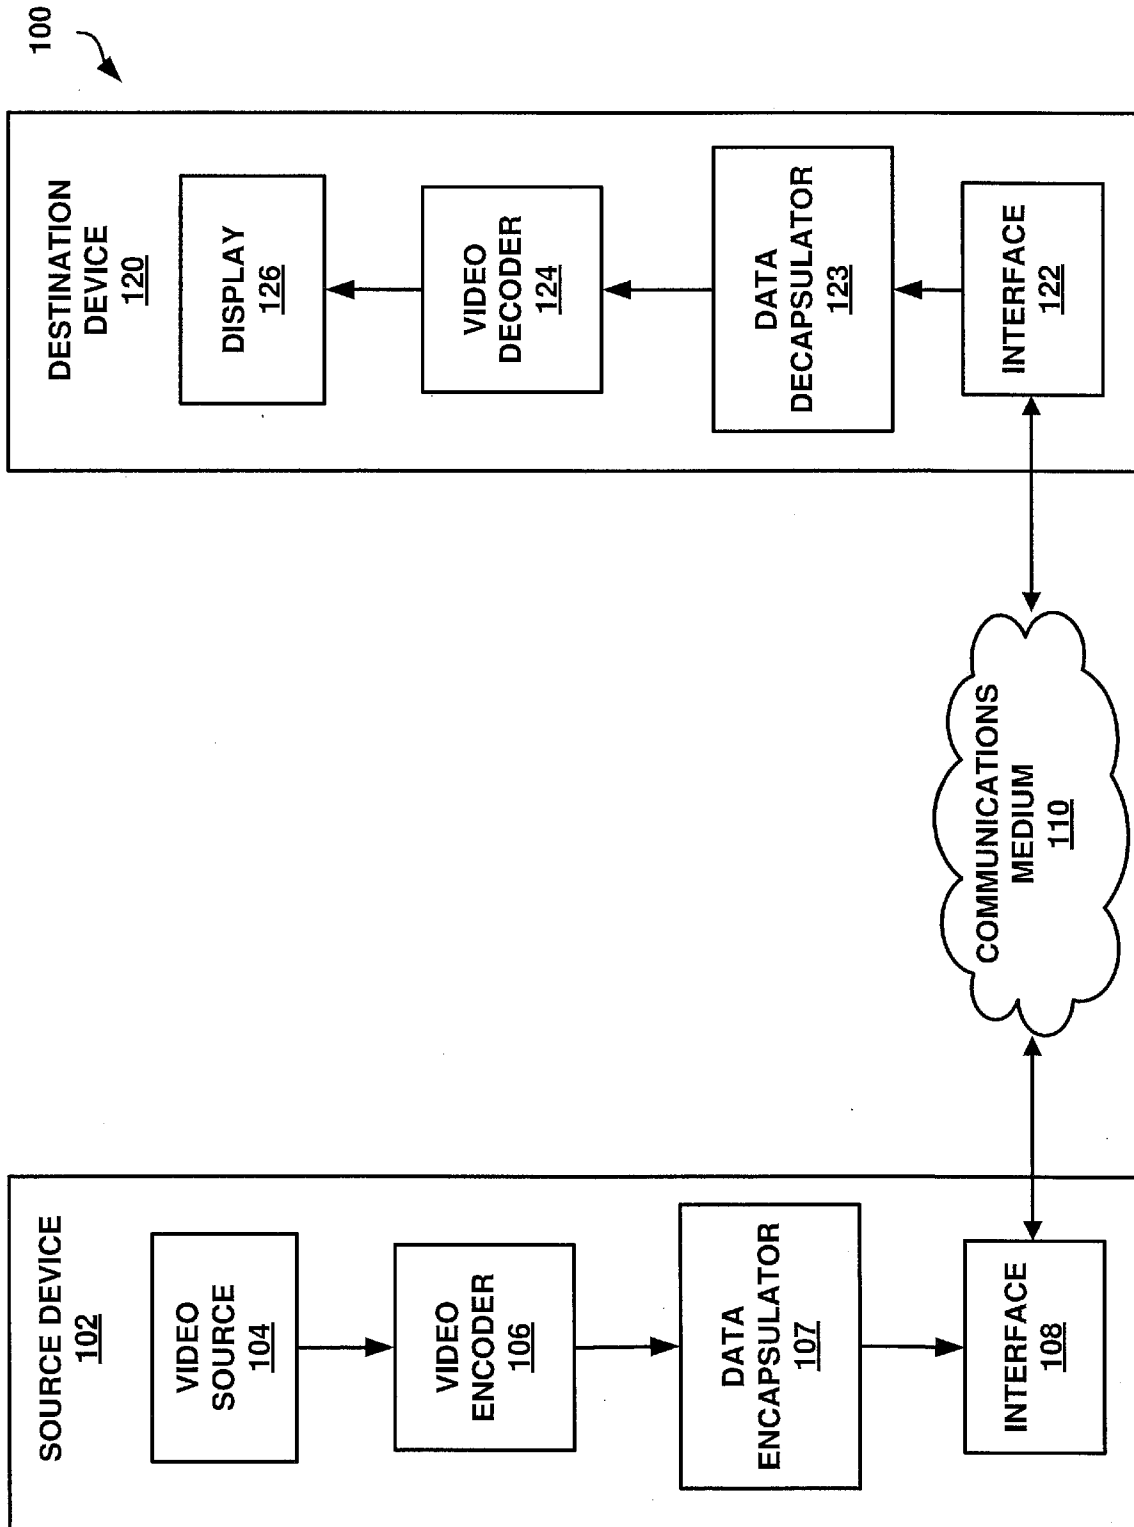 100
SOURCE DEVICE
102
VIDEO
SOURCE
104
VIDEO
ENCODER
106
DATA
ENCAPSULATOR
107
INTERFACE
108
COMMUNICATIONS
MEDIUM
110
DESTINATION
DEVICE
120
DISPLAY
126
VIDEO
DECODER
124
DATA
DECAPSULATOR
123
INTERFACE
122